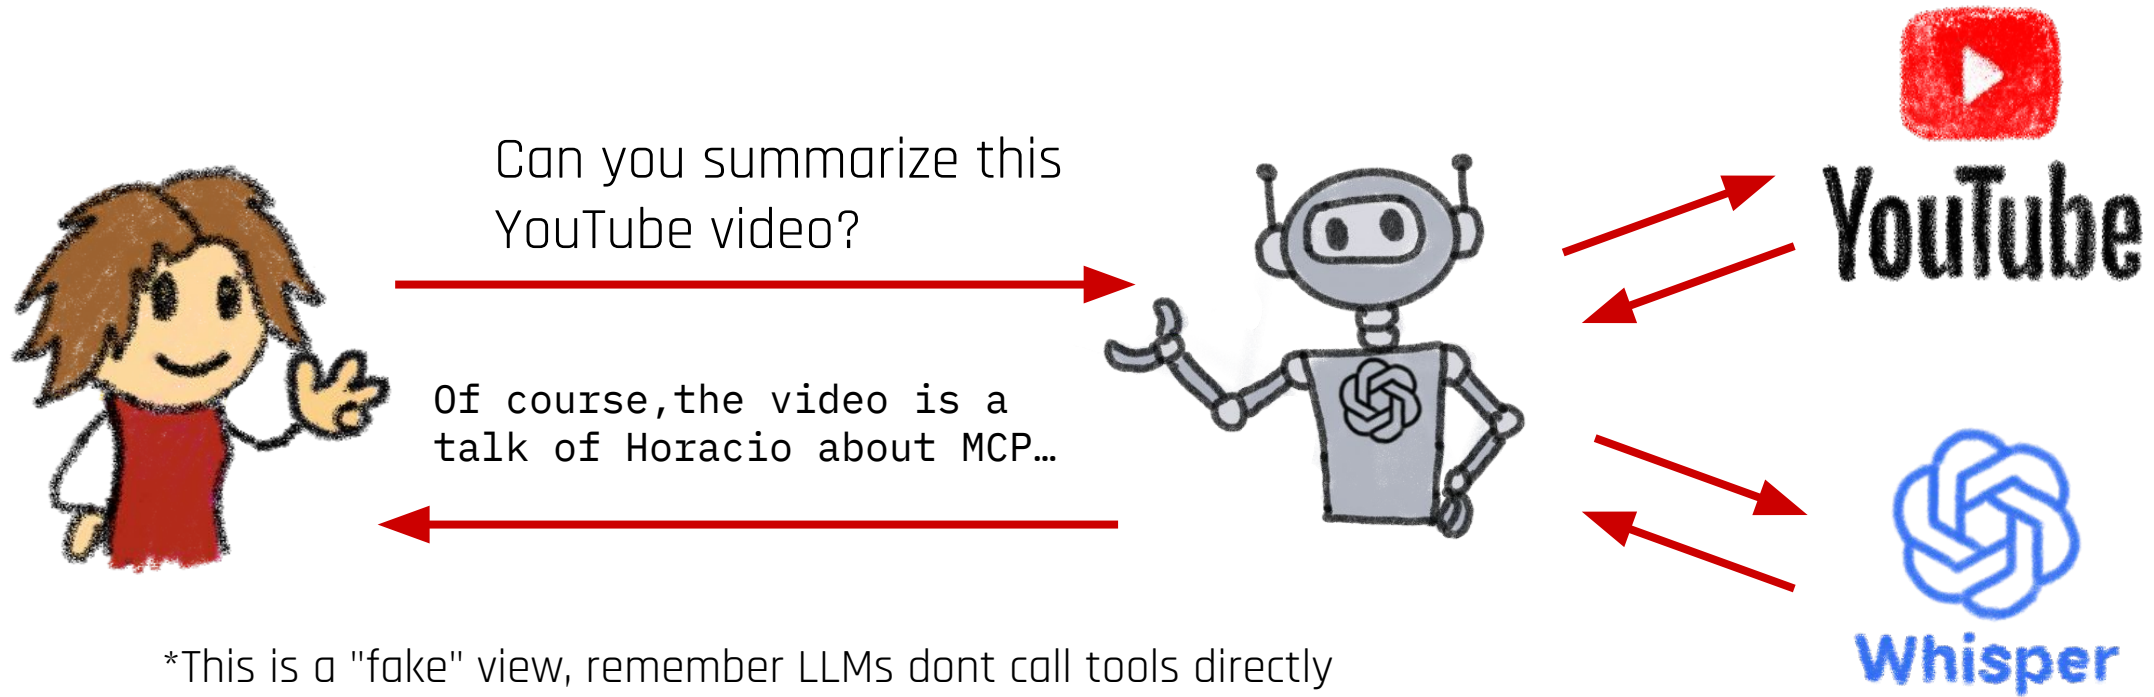 Can you summarize this
YouTube video?
Of course,the video is a
talk of Horacio about MCP…
YouTube
Whisper
*This is a "fake" view, remember LLMs dont call tools directly